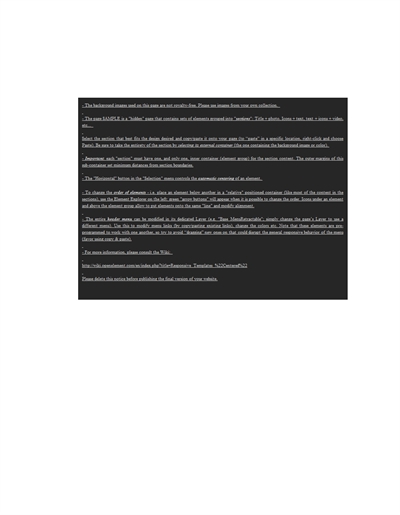 - The background images used on this page are not royalty-free. Please use images from your own collection.
- The page SAMPLE is a "hidden" page that contains sets of elements grouped into "sections": Title + photo, Icons + text, text + icons + video, etc...
Select the section that best fits the design desired and copy/paste it onto your page (to "paste" in a specific location, right-click and choose Paste). Be sure to take the entirety of the section by selecting its external container (the one containing the background image or color).
- Important: each "section" must have one, and only one, inner container (element group) for the section content. The outer margins of this sub-container set minimum distances from section boundaries.
- The "Horizontal" button in the "Selection" menu controls the automatic centering of an element.
- To change the order of elements - i.e. place an element below another in a "relative" positioned container (like most of the content in the sections), use the Element Explorer on the left: green "arrow buttons" will appear when it is possible to change the order. Icons under an element and above the element group allow to put elements onto the same "line" and modify alignment.
- The entire header menu can be modified in its dedicated Layer (e.g. "Base MenuRetractable", simply change the page's Layer to use a different menu). Use this to modify menu links (by copy/pasting existing links), change the colors etc. Note that these elements are pre-programmed to work with one another, so try to avoid "drawing" new ones on that could distort the general responsive behavior of the menu (favor using copy & paste).
- For more information, please consult the Wiki.
http://wiki.openelement.com/en/index.php?title=Responsive_Templates_%22Centered%22
Please delete this notice before publishing the final version of your website.